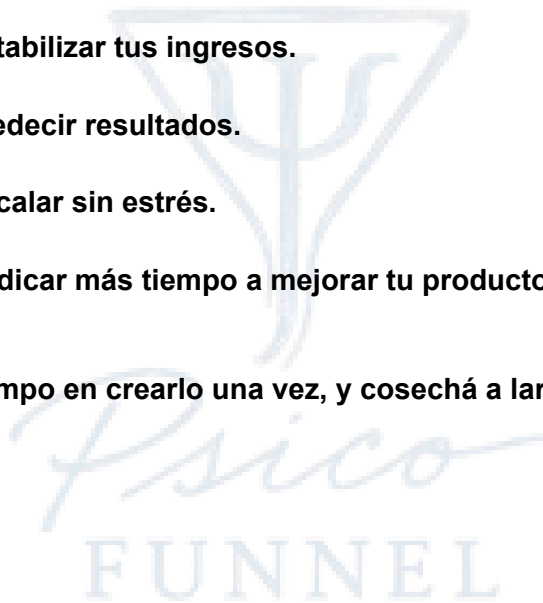 tabilizar tus ingresos.
edecir resultados.
calar sin estrés.
dicar más tiempo a mejorar tu producto
mpo en crearlo una vez, y cosechá a lar
Psico
FUNNEL